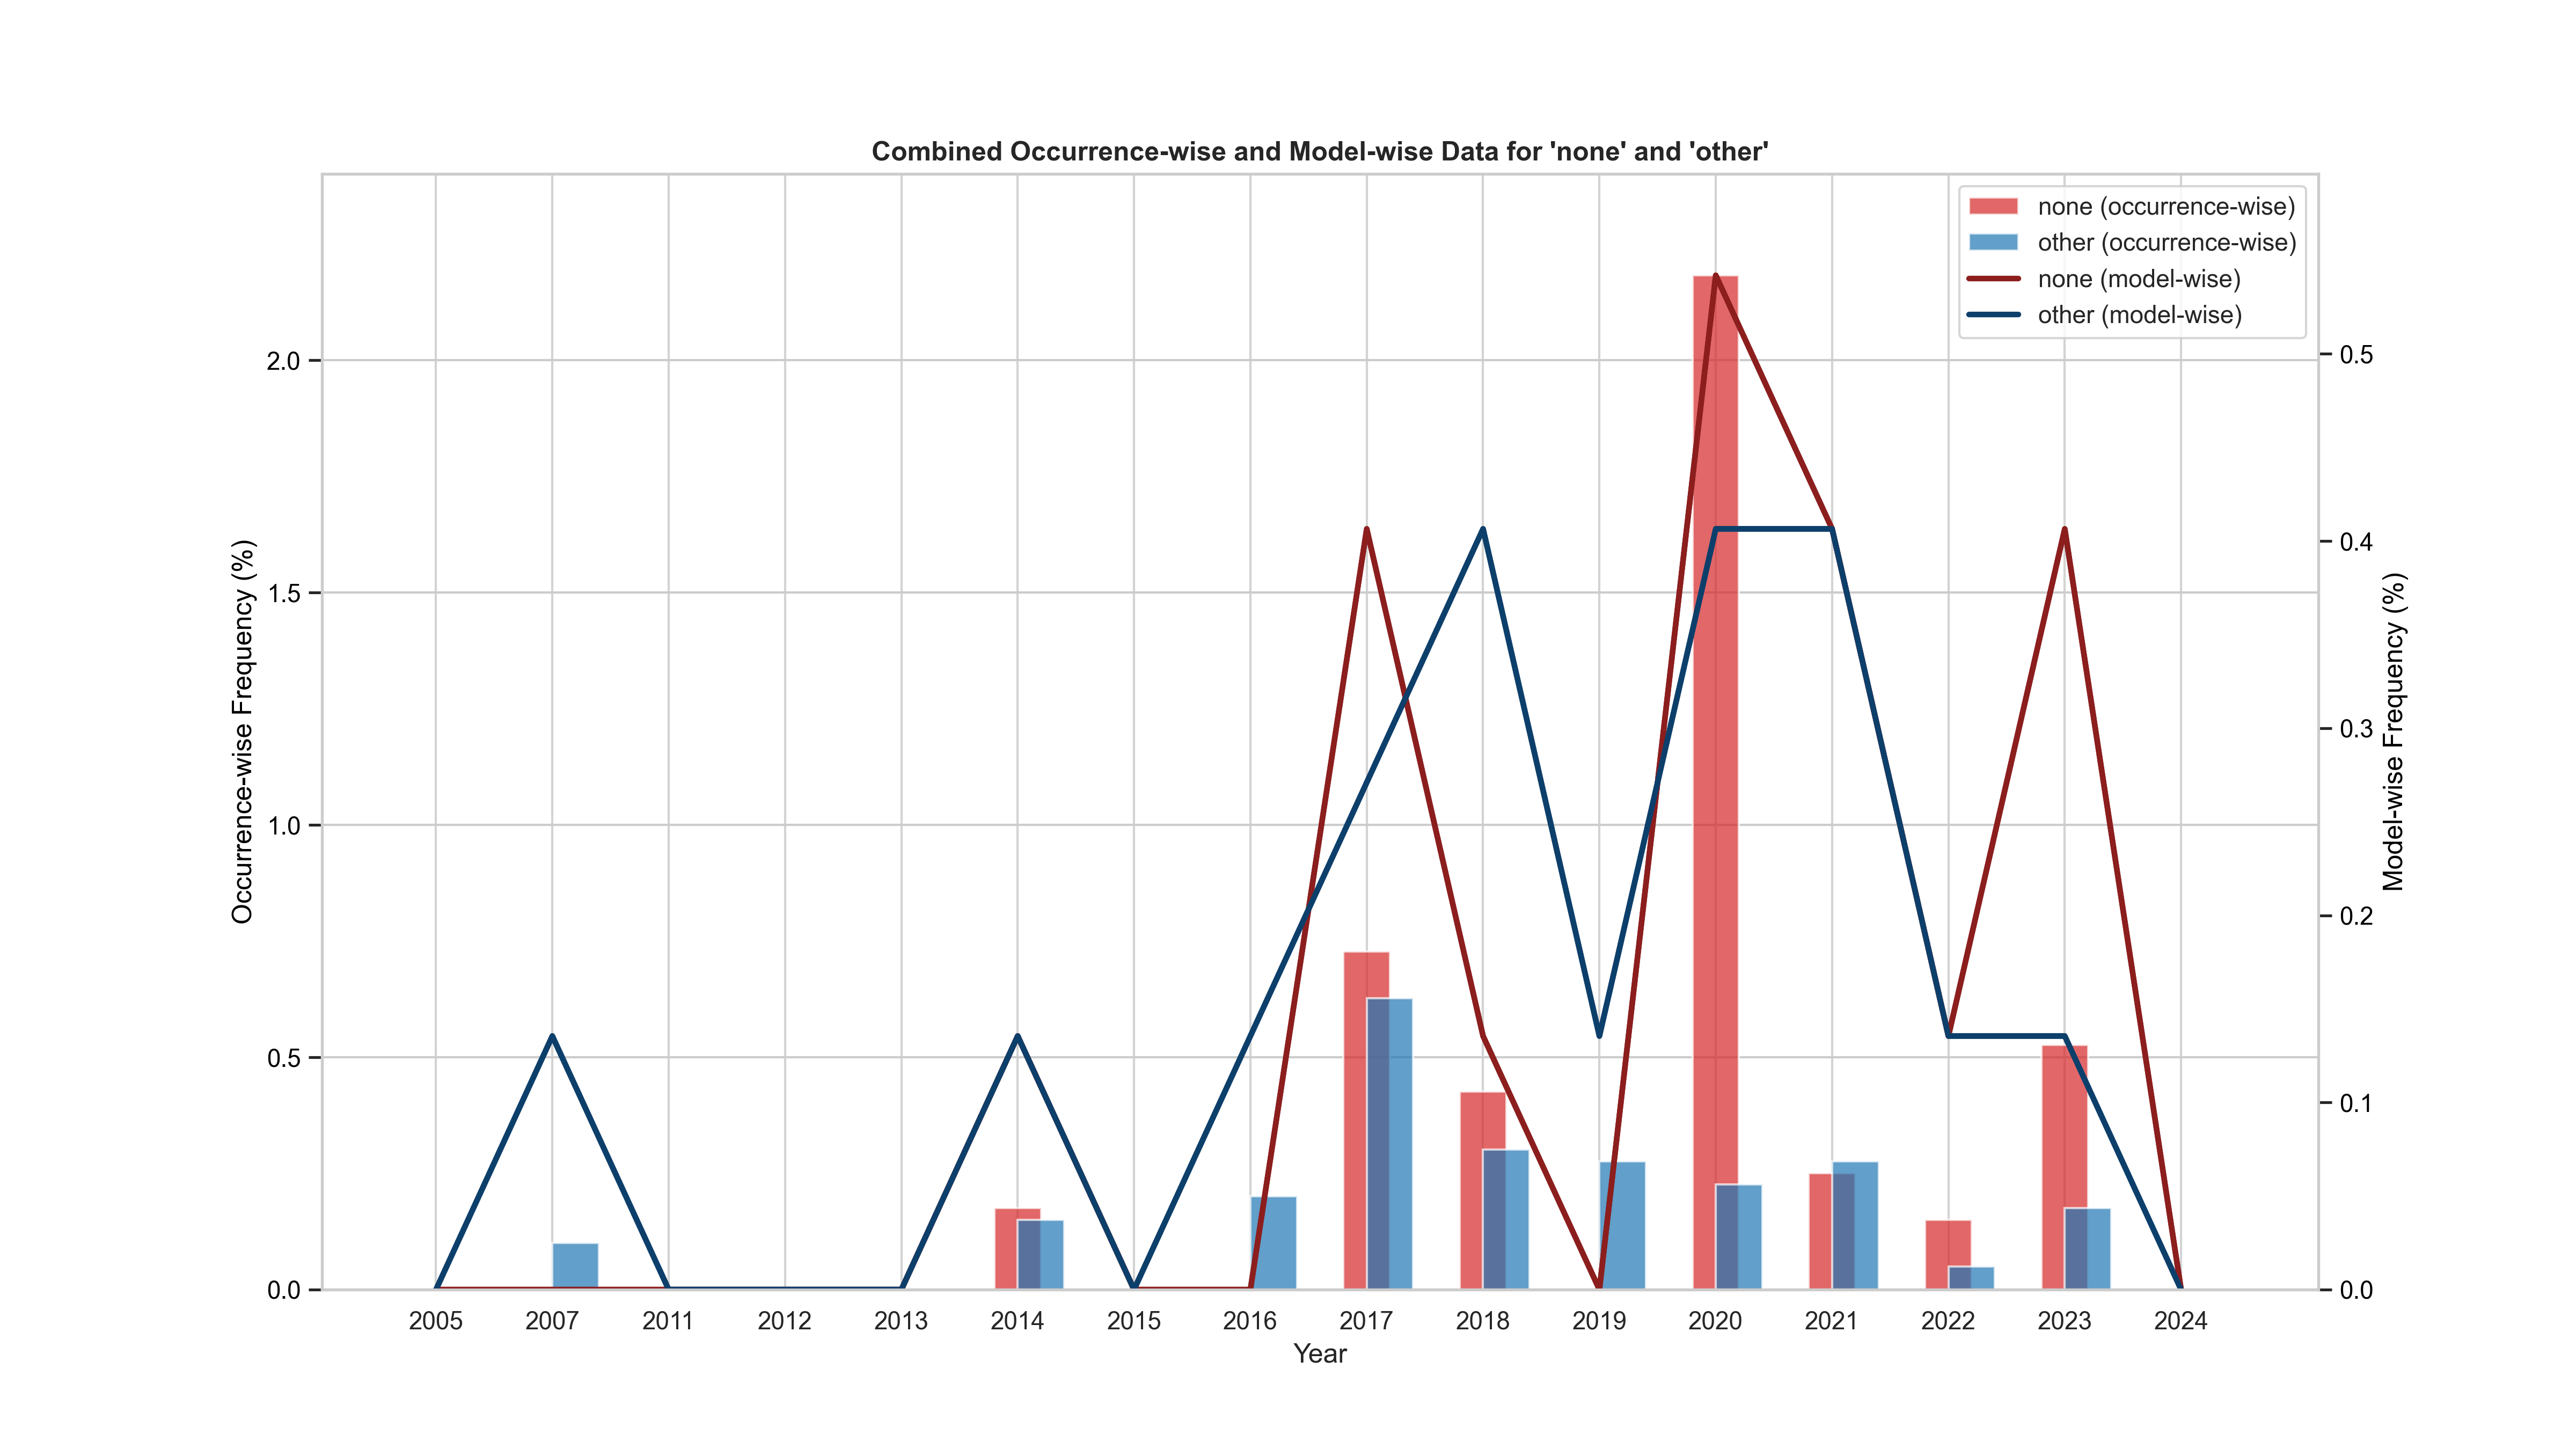 Combined Occurrence-wise and Model-wise Data for 'none' and 'other'
none (occurrence-wise)
other (occurrence-wise)
none (model-wise)
other (model-wise)
Occurrence-wise Frequency (%)
2.0
1.5
1.0
0.5
0.0
Model-wise Frequency (%)
0.5
0.4
0.3
0.2
0.1
0.0
2005 2007 2011 2012 2013 2014 2015 2016 2017 2018 2019 2020 2021 2022 2023 2024
Year